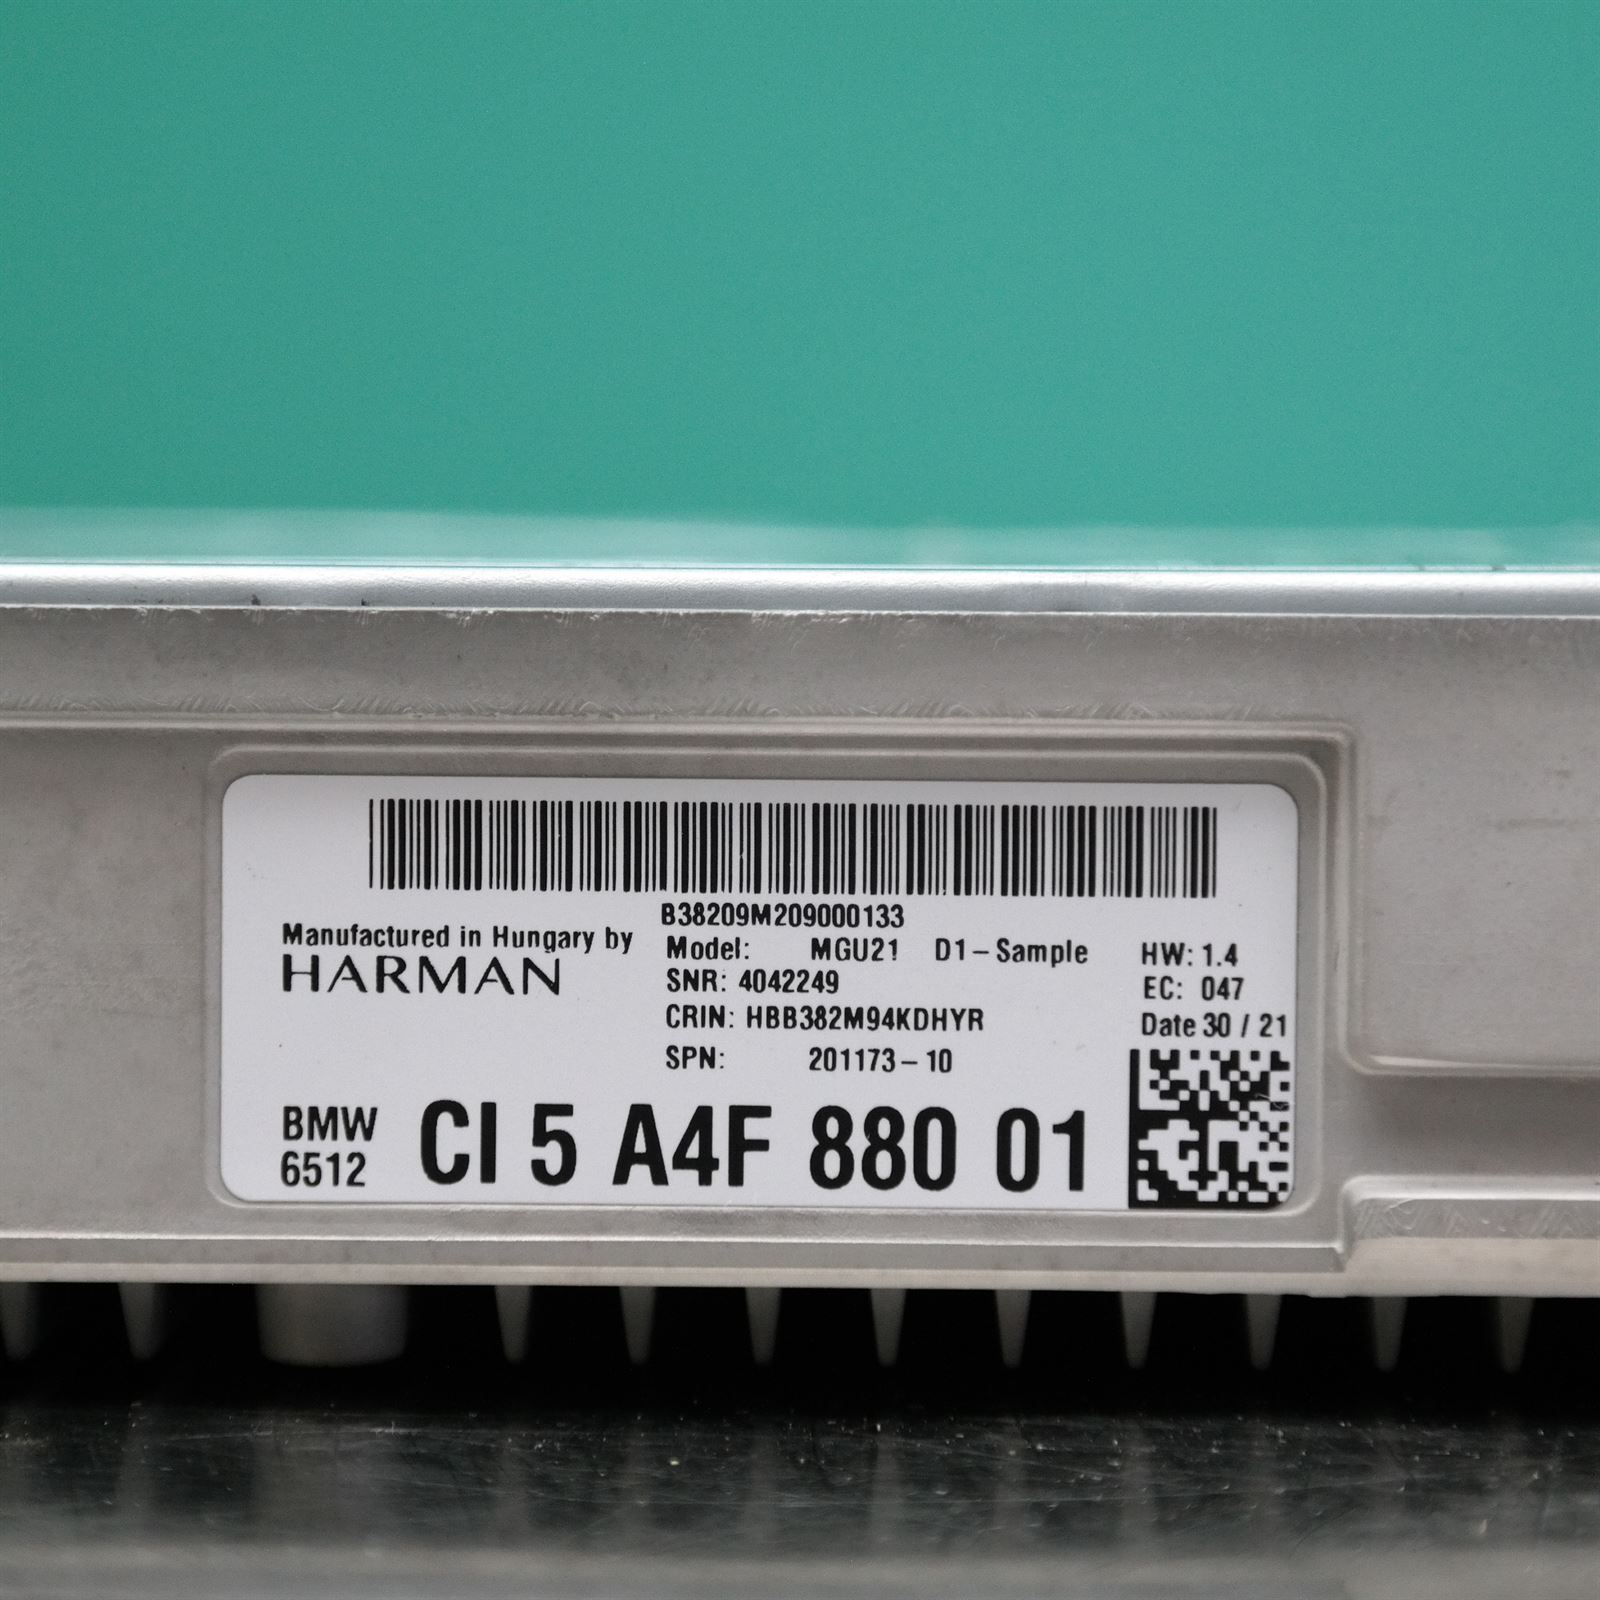 B38209M209000133
Manufactured in Hungary by
HARMAN
Model: MGU21 D1-Sample
SNR: 4042249
CRIN: HBB382M94KDHYR
SPN: 201173-10
HW: 1.4
EC: 047
Date 30 / 21
BMW
6512
CI 5 A4F 880 01